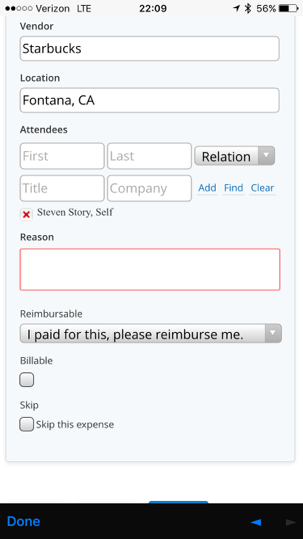 Verizon LTE 22:09 56%
Vendor
Starbucks
Location
Fontana, CA
Attendees
First Last Relation
Title Company Add Find Clear
Steven Story, Self
Reason
Reimbursable
I paid for this, please reimburse me.
Billable
Skip
Skip this expense
Done